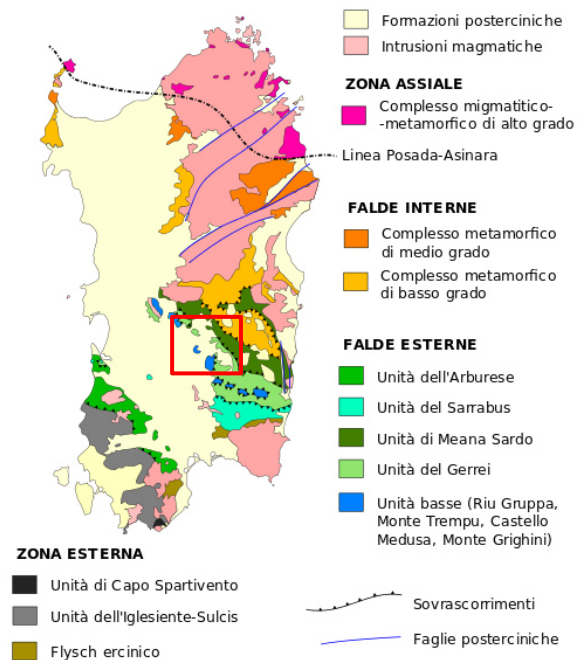 Formazioni posterciniche
Intrusioni magmatiche
ZONA ASSIALE
Complesso migmatitico-
-metamorfico di alto grado
Linea Posada-Asinara
FALDE INTERNE
Complesso metamorfico
di medio grado
Complesso metamorfico
di basso grado
FALDE ESTERNE
Unità dell'Arburese
Unità del Sarrabus
Unità di Meana Sardo
Unità del Gerrei
Unità basse (Riu Gruppa,
Monte Trempu, Castello
Medusa, Monte Grighini)
ZONA ESTERNA
Unità di Capo Spartivento
Unità dell'Iglesiente-Sulcis
Flysch ercinico
Sovrascorrimenti
Faglie posterciniche